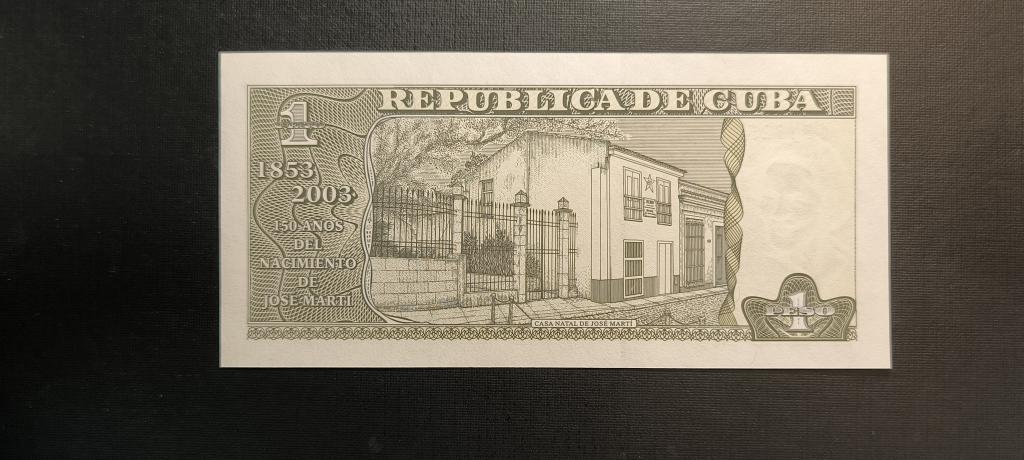 REPUBLICA DE CUBA
1
1853
2003
150 AÑOS
DEL
NACIMIENTO
DE
JOSE MARTI
CASA NATAL DE JOSE MARTI
1
PESO